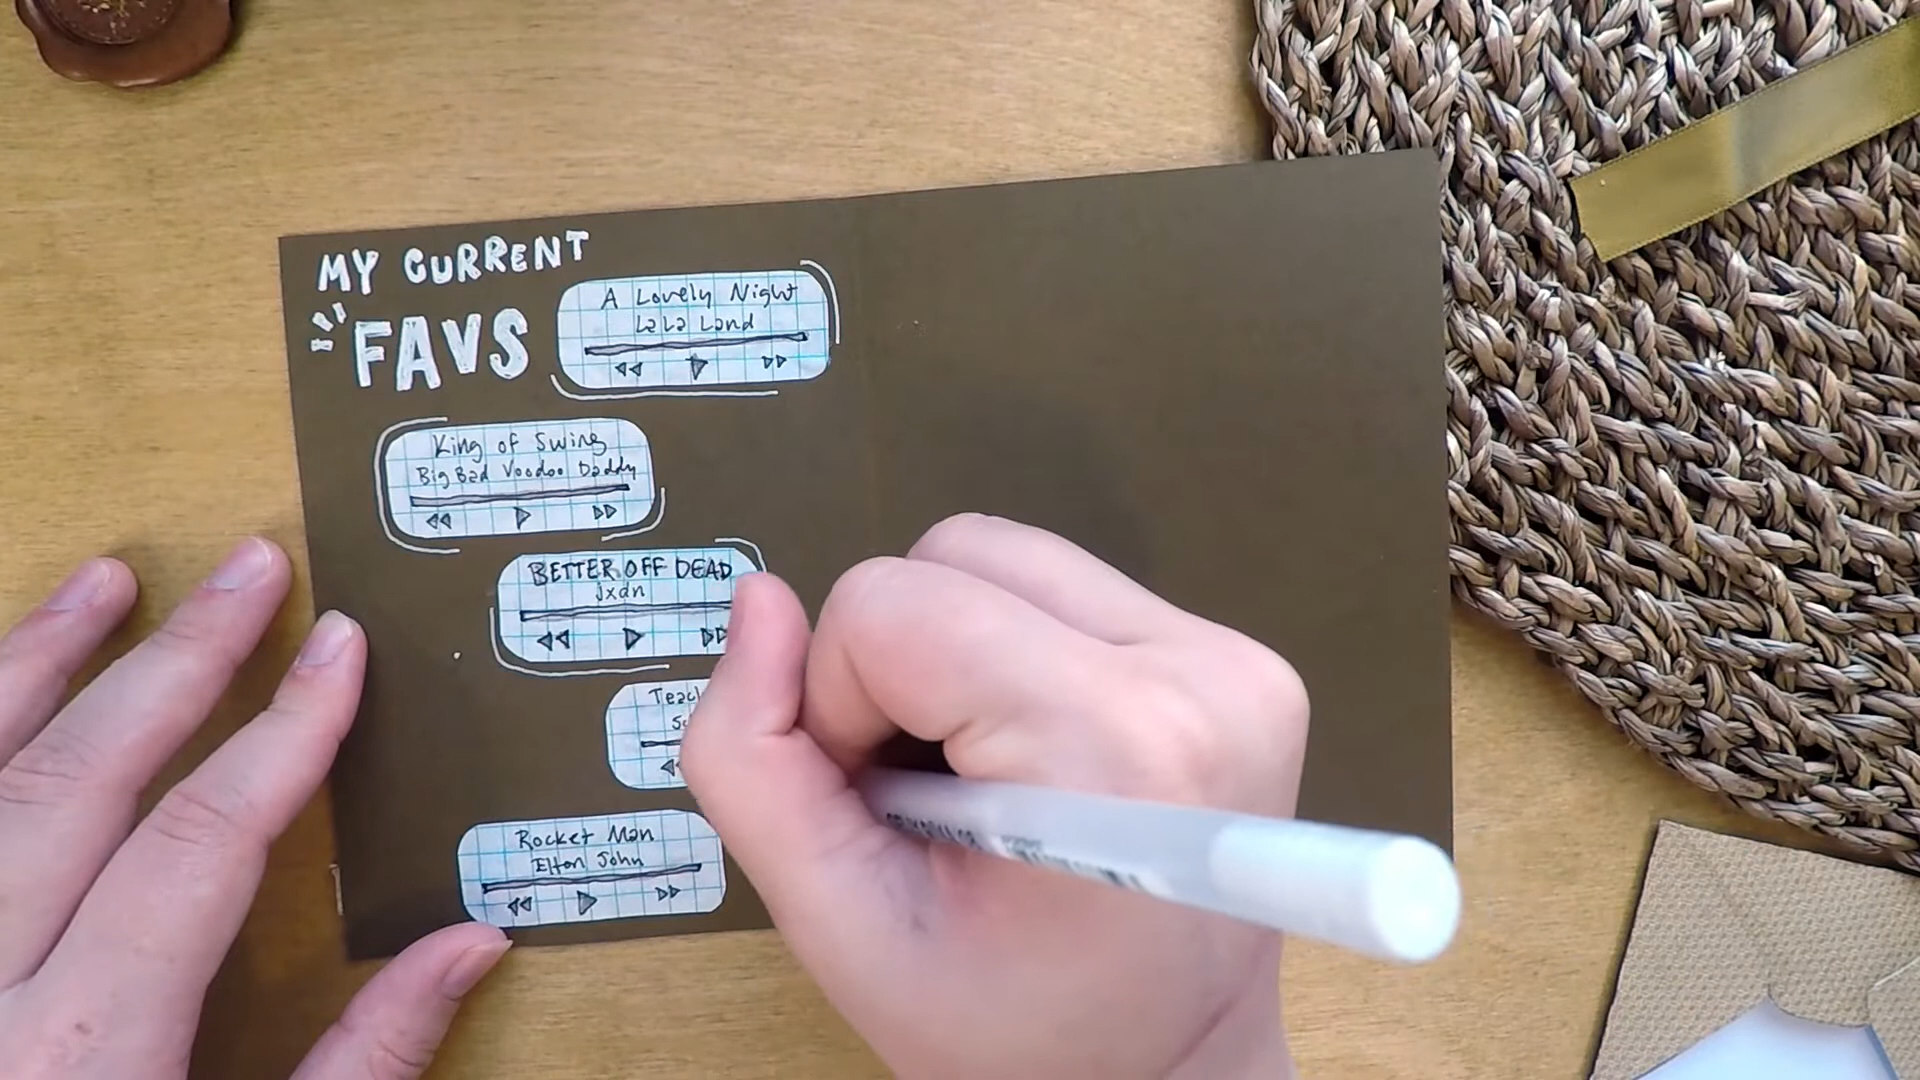 MY CURRENT
FAVS
A Lovely Night
La La Land
King of Swing
Big Bad Voodoo Daddy
BETTER OFF DEAD
jxdn
Rocket Man
Elton John